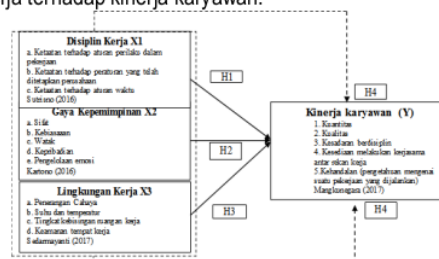 ja terhadap kinerja karyawan.
Disiplin Kerja X1
a. Ketaatan terhadap aturan perilaku dalam
pekerjaan
b. Ketaatan terhadap peraturan yang telah
ditetapkan perusahaan
c. Ketaatan terhadap aturan waktu
Sutrisno (2016)
Gaya Kepemimpinan X2
a. Sifat
b. Kebiasaan
c. Watak
d. Kepribadian
e. Pengelolaan emosi
Kartono (2016)
Lingkungan Kerja X3
a. Penerangan Cahaya
b. Suhu dan temperatur
c. Tingkat kebisingan ruangan kerja
d. Keamanan tempat kerja
Sedarmayanti (2017)
H1
H2
H3
H4
Kinerja karyawan (Y)
1. Kuantitas
2. Kualitas
3. Kesadaran berdisiplin
4. Kesediaan melakukan kerjasama
antar rekan kerja
5. Kehandalan (pengetahuan mengenai
suatu pekerjaan yang dijalankan)
Mangkunegara (2017)
H4